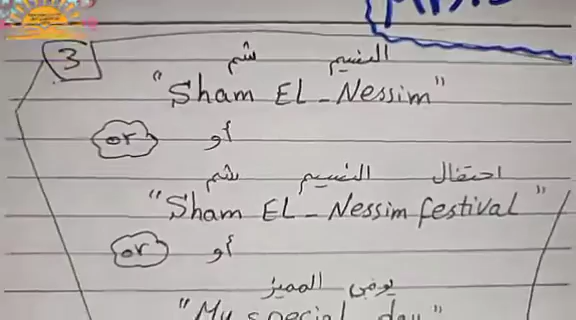 3
شم النسيم
"Sham EL-Nessim"
or أو
احتفال النسيم شم
"Sham EL-Nessim festival"
or أو
يومى المميز
"My special day"